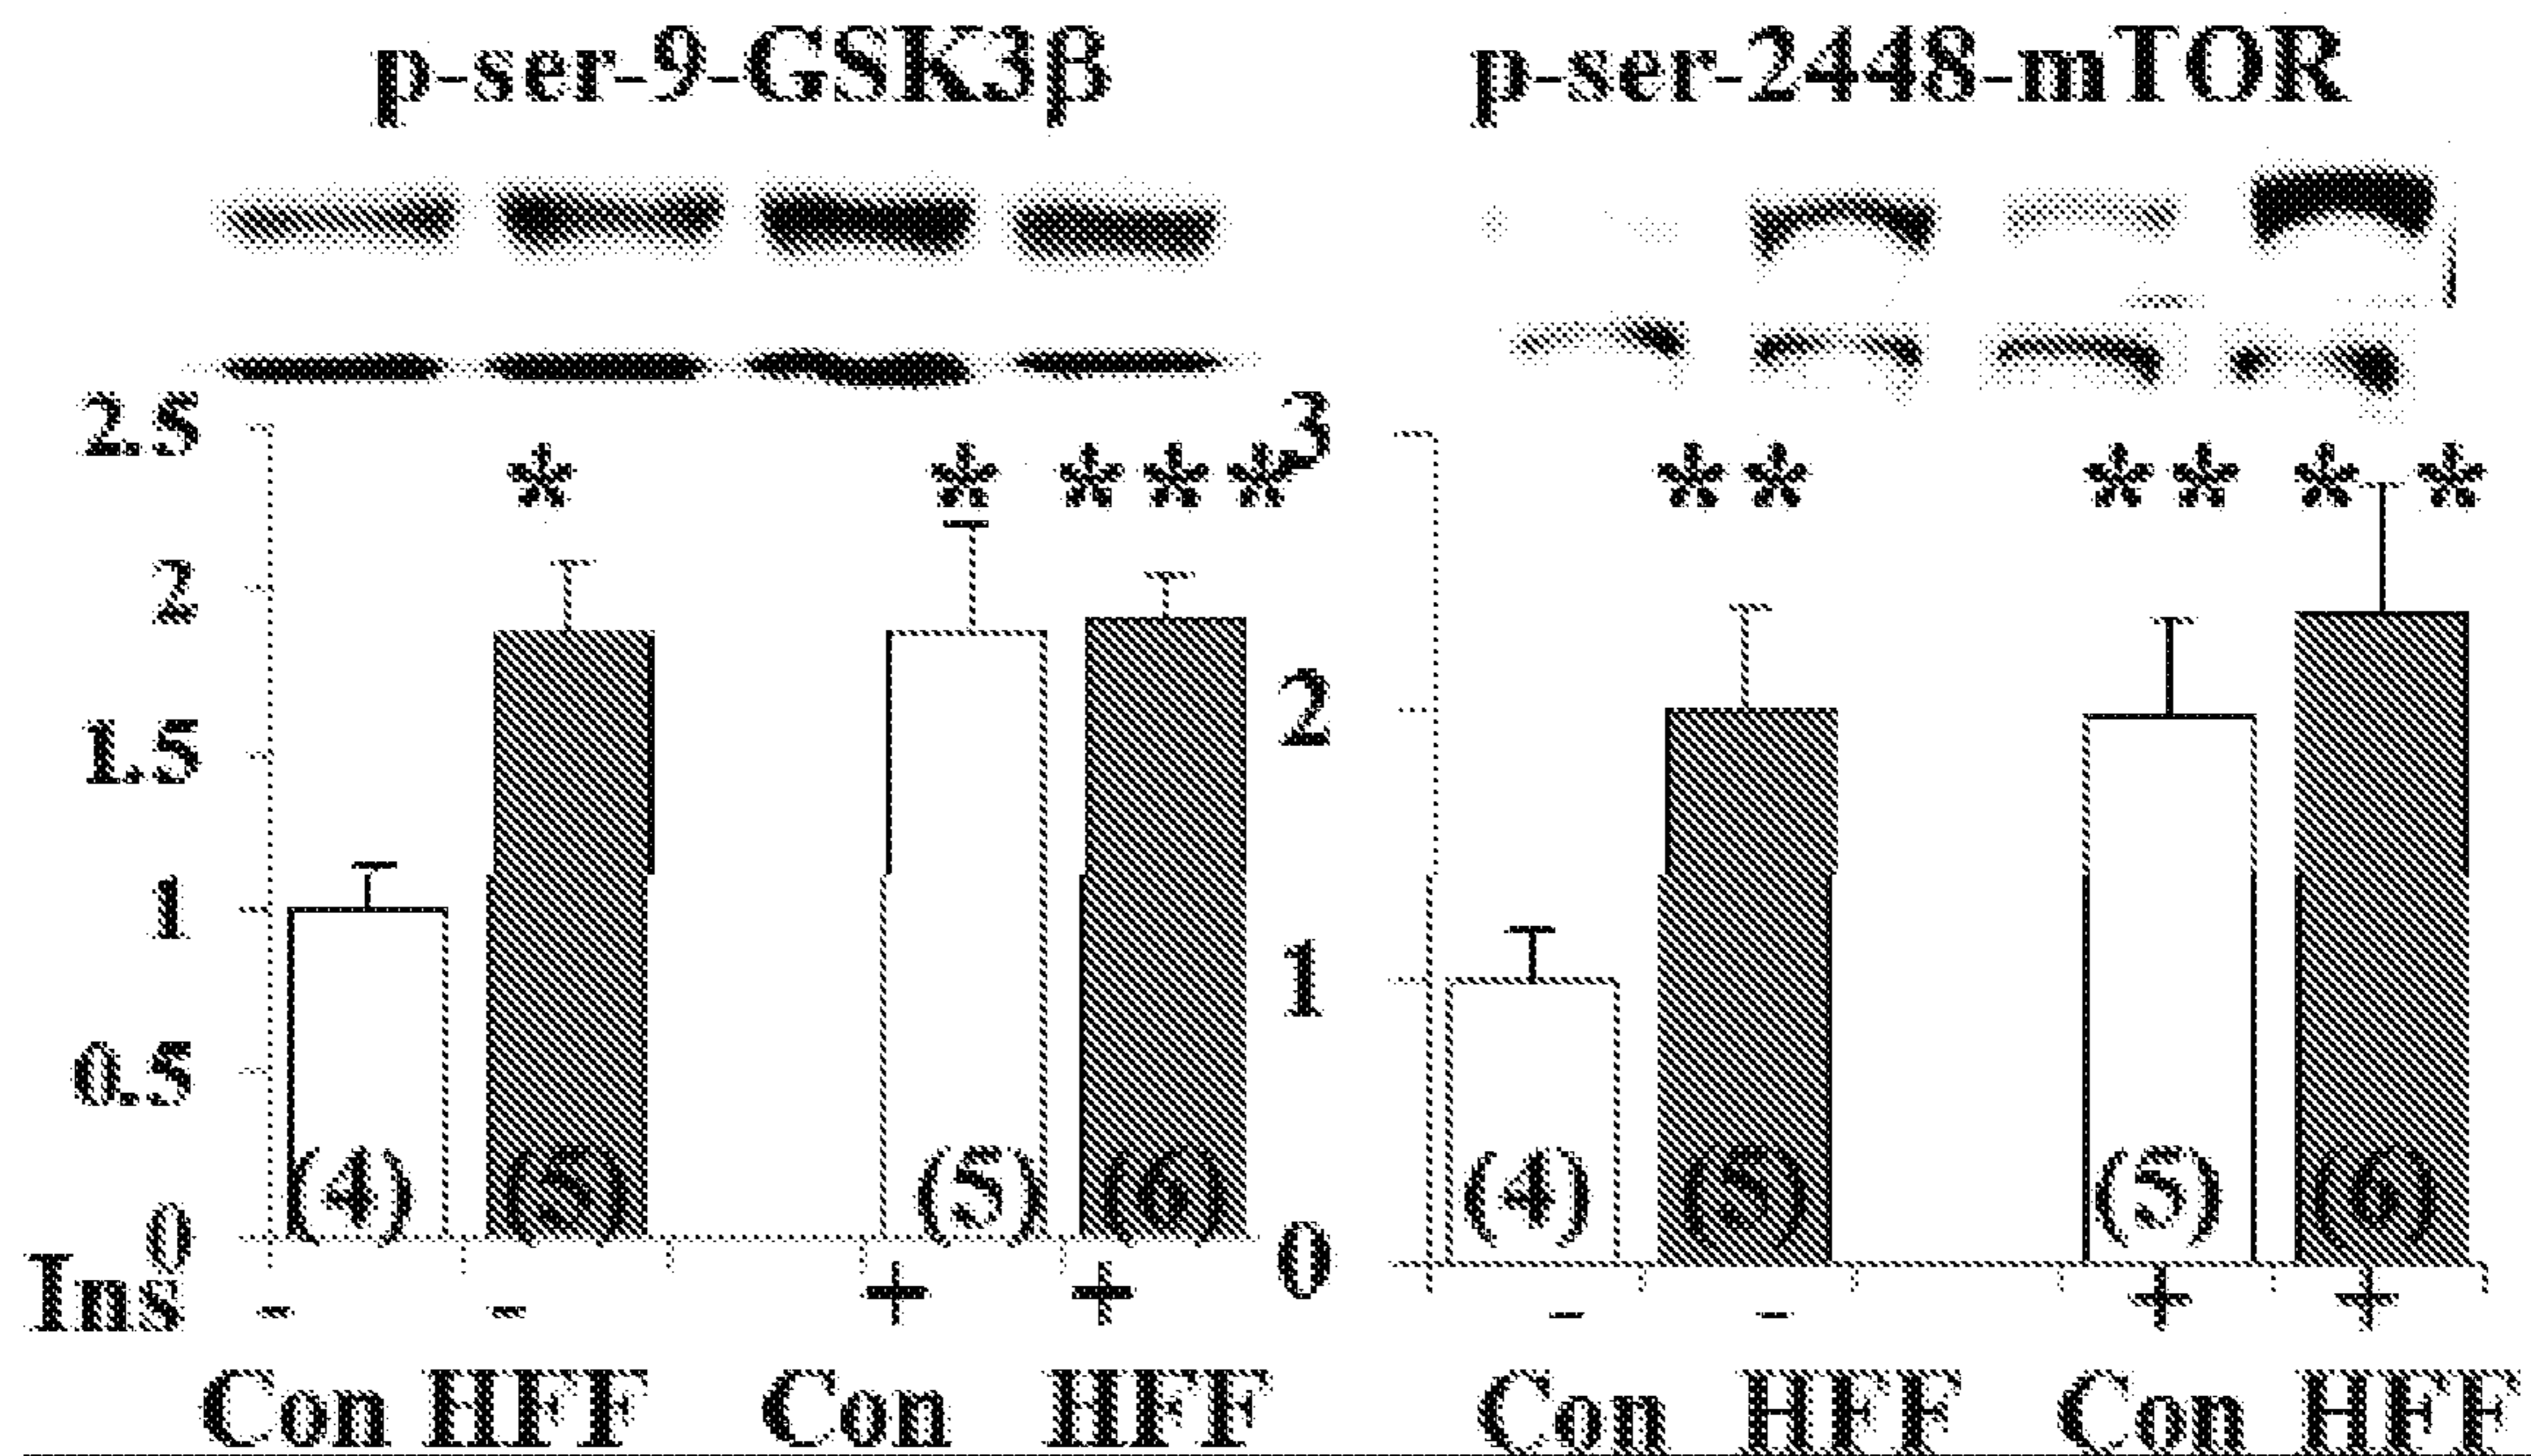 p-ser-9-GSK3β
p-ser-2448-mTOR
2.5
2
1.5
1
0.5
0
* * ***
(4) (5) (5) (6)
Ins - - + +
Con HFF Con HFF
3
2
1
0
** ** **
(4) (5) (5) (6)
- - + +
Con HFF Con HFF